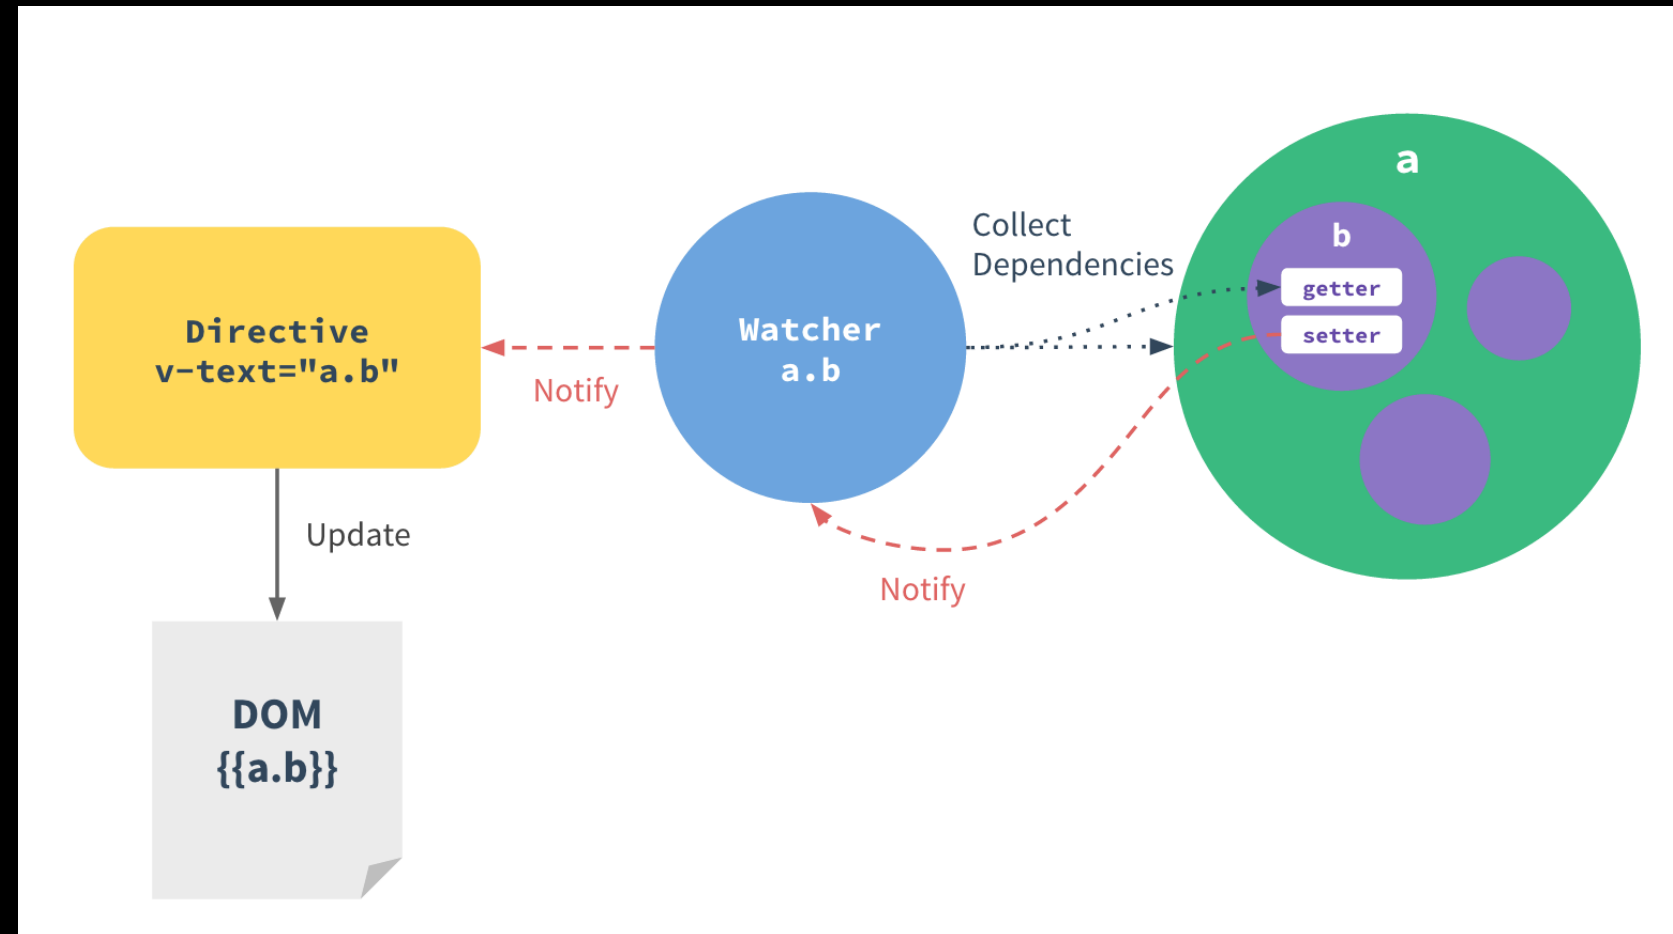 Directive
v-text="a.b"
Notify
Update
DOM
{{a.b}}
Watcher
a.b
Collect
Dependencies
Notify
a
b
getter
setter